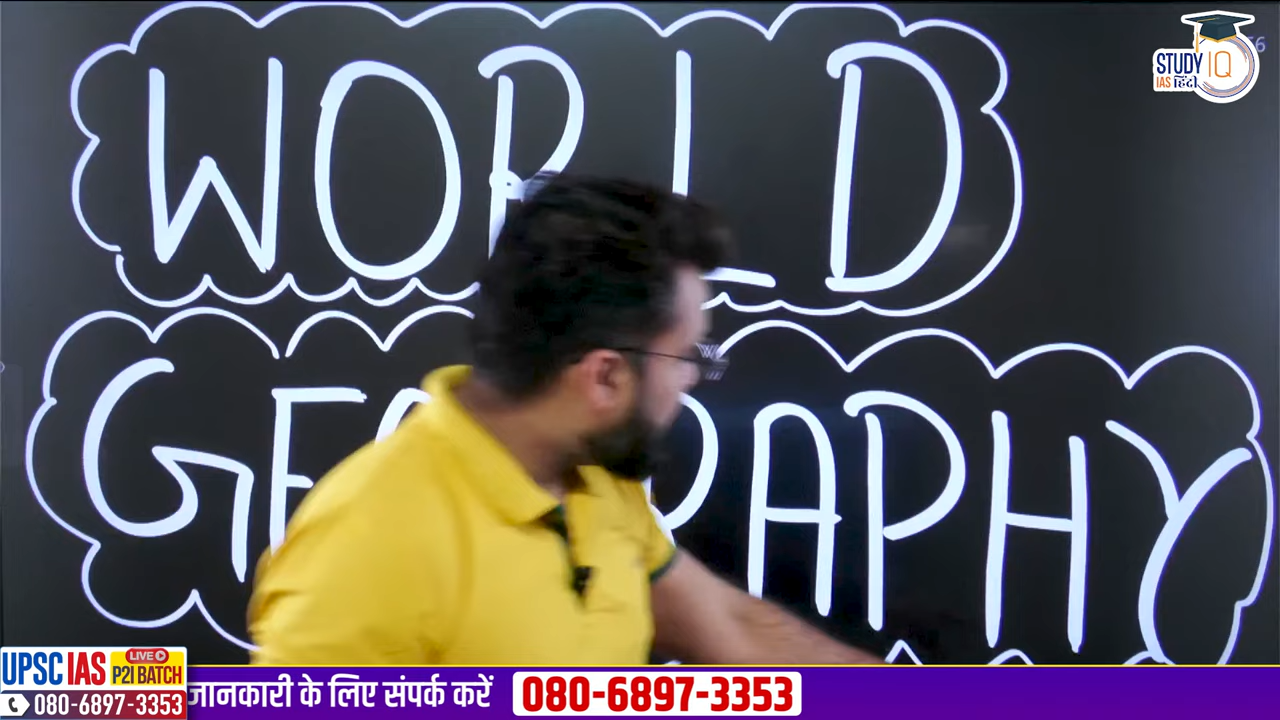 WORLD
GEOGRAPHY
STUDY IQ
IAS हिंदी
UPSC IAS LIVE P2I BATCH
080-6897-3353
जानकारी के लिए संपर्क करें 080-6897-3353